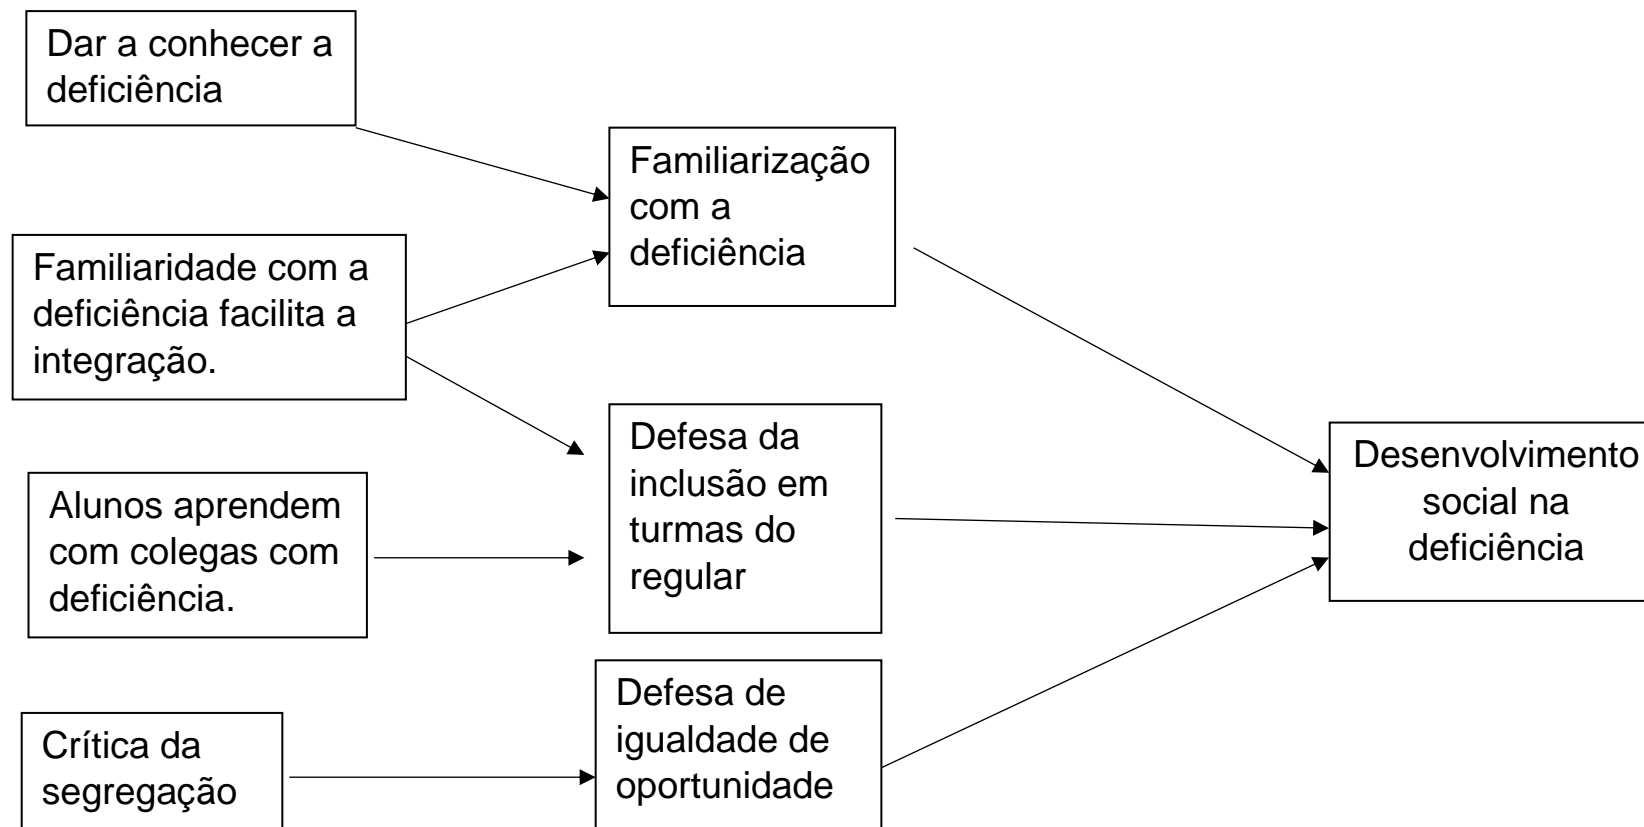 Dar a conhecer a
deficiência
Familiaridade com a
deficiência facilita a
integração.
Alunos aprendem
com colegas com
deficiência.
Crítica da
segregação
Familiarização
com a
deficiência
Defesa da
inclusão em
turmas do
regular
Defesa de
igualdade de
oportunidade
Desenvolvimento
social na
deficiência